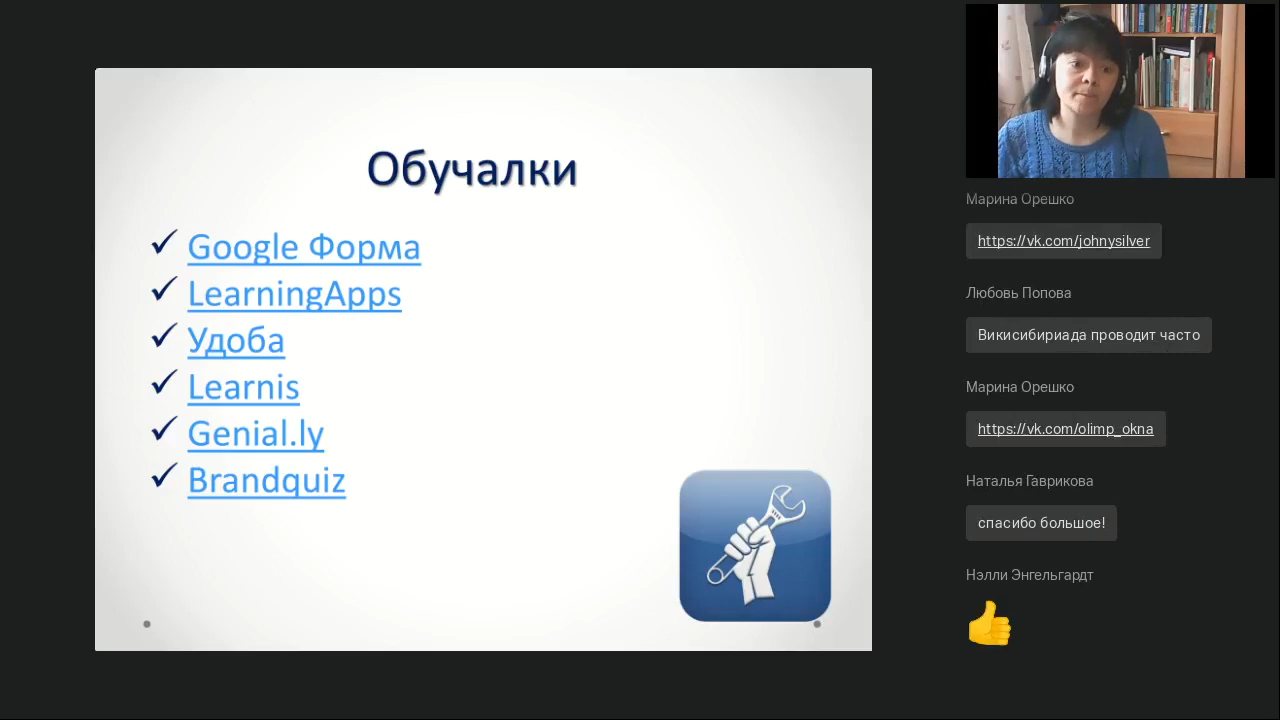 Обучалки
Google Форма
LearningApps
Удоба
Learnis
Genial.ly
Brandquiz
Марина Орешко
https://vk.com/johnysilver
Любовь Попова
Викисибириада проводит часто
Марина Орешко
https://vk.com/olimp_okna
Наталья Гаврикова
спасибо большое!
Нэлли Энгельгардт